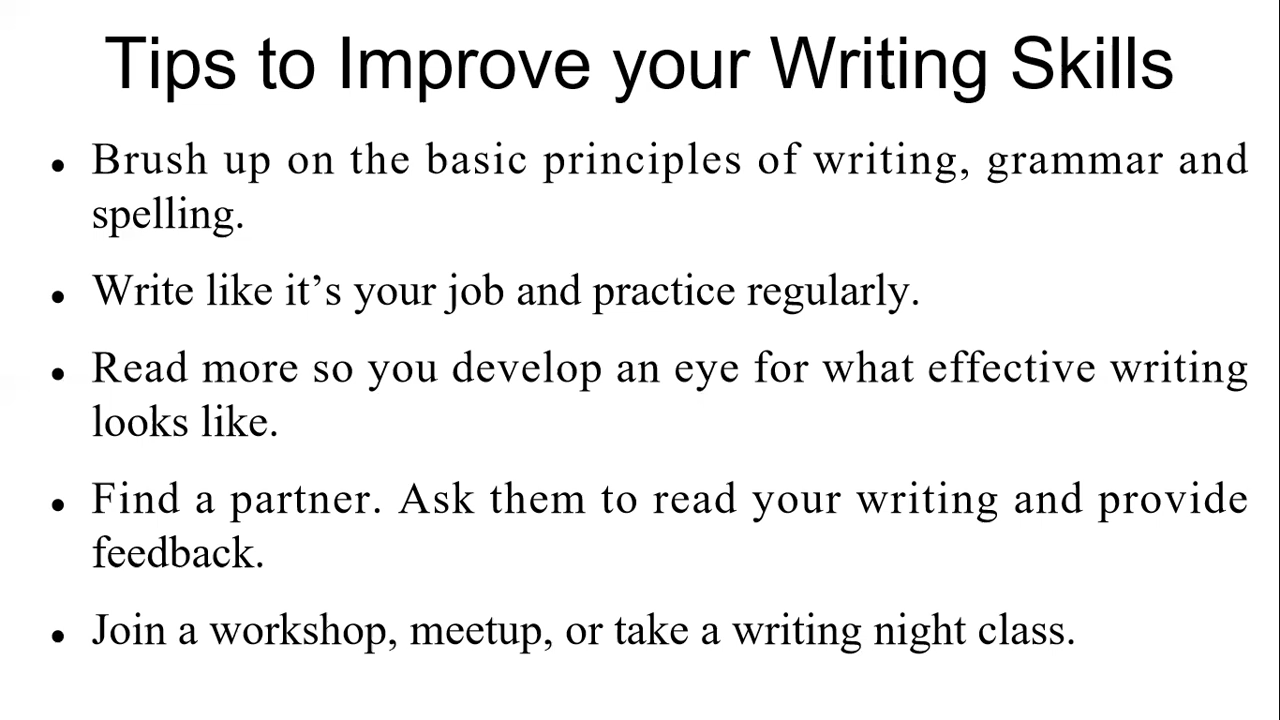 Tips to Improve your Writing Skills
• Brush up on the basic principles of writing, grammar and
spelling.
• Write like it’s your job and practice regularly.
• Read more so you develop an eye for what effective writing
looks like.
• Find a partner. Ask them to read your writing and provide
feedback.
• Join a workshop, meetup, or take a writing night class.